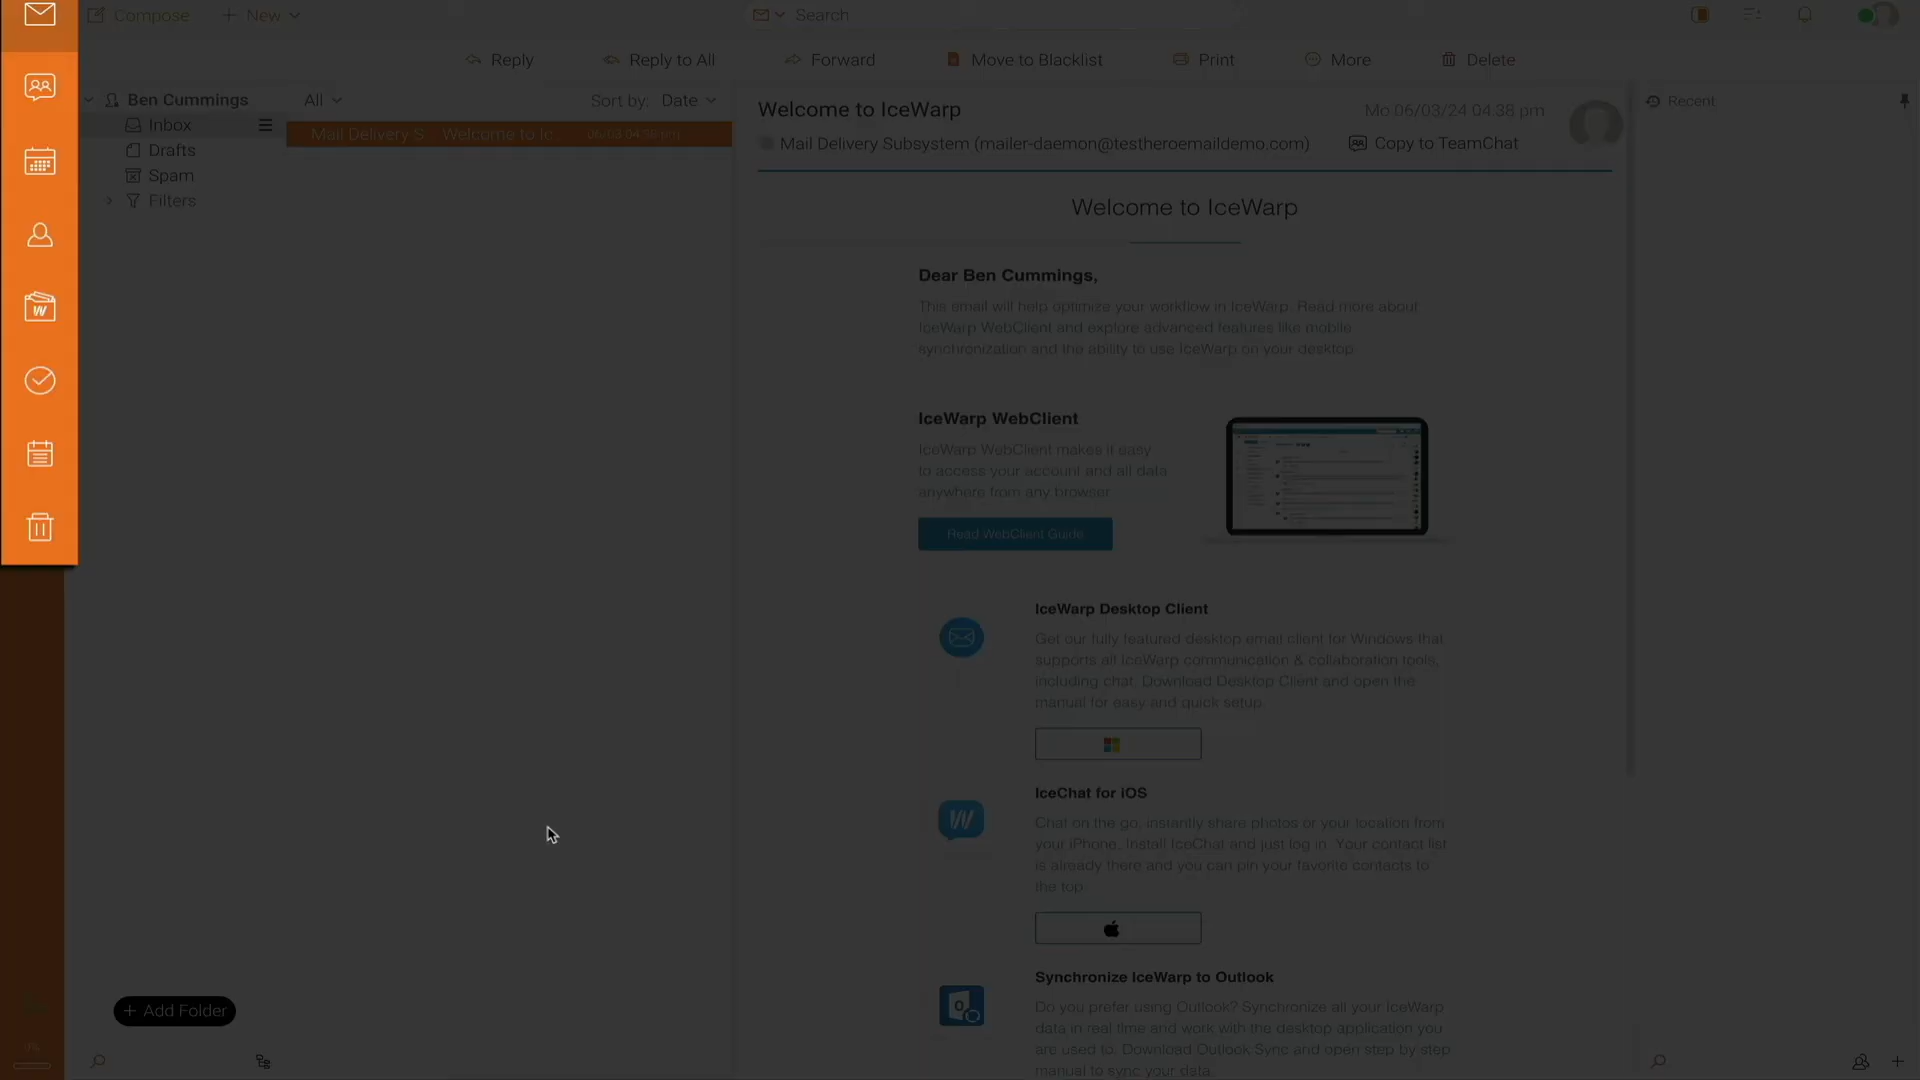 Compose
New
Search
Reply
Reply to All
Forward
Move to Blacklist
Print
More
Delete
Ben Cummings
Inbox
Drafts
Spam
Filters
All
Sort by: Date
Mail Delivery S Welcome to Ic... 06/03 04:38 pm
Welcome to IceWarp
Mo 06/03/24 04:38 pm
Mail Delivery Subsystem (mailer-daemon@testheroemaildemo.com)
Copy to TeamChat
Recent
Welcome to IceWarp
Dear Ben Cummings,
This email will help optimize your workflow in IceWarp. Read more about
IceWarp WebClient and explore advanced features like mobile
synchronization and the ability to use IceWarp on your desktop.
IceWarp WebClient
IceWarp WebClient makes it easy
to access your account and all data
anywhere from any browser.
Read WebClient Guide
IceWarp Desktop Client
Get our fully featured desktop email client for Windows that
supports all IceWarp communication & collaboration tools,
including chat. Download Desktop Client and open the
manual for easy and quick setup.
IceChat for iOS
Chat on the go, instantly share photos or your location from
your iPhone. Install IceChat and just log in. Your contact list
is already there and you can pin your favorite contacts to
the top.
Synchronize IceWarp to Outlook
Do you prefer using Outlook? Synchronize all your IceWarp
data in real time and work with the desktop application you
are used to. Download Outlook Sync and open step by step
manual to sync your data.
Add Folder